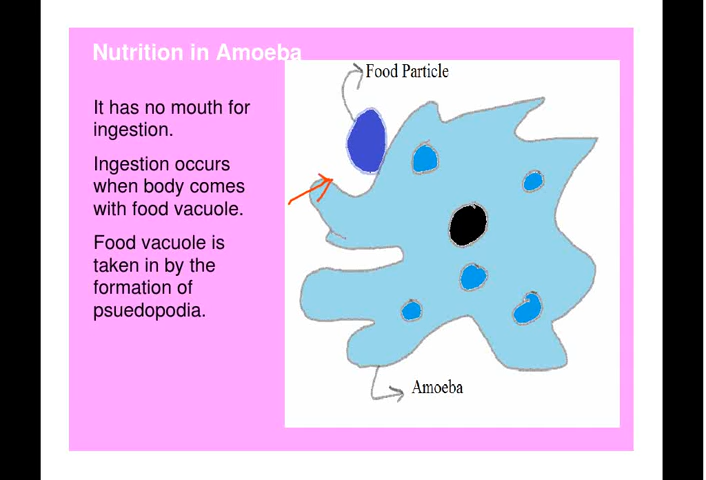 Nutrition in Amoeba
Food Particle
It has no mouth for
ingestion.
Ingestion occurs
when body comes
with food vacuole.
Food vacuole is
taken in by the
formation of
psuedopodia.
Amoeba